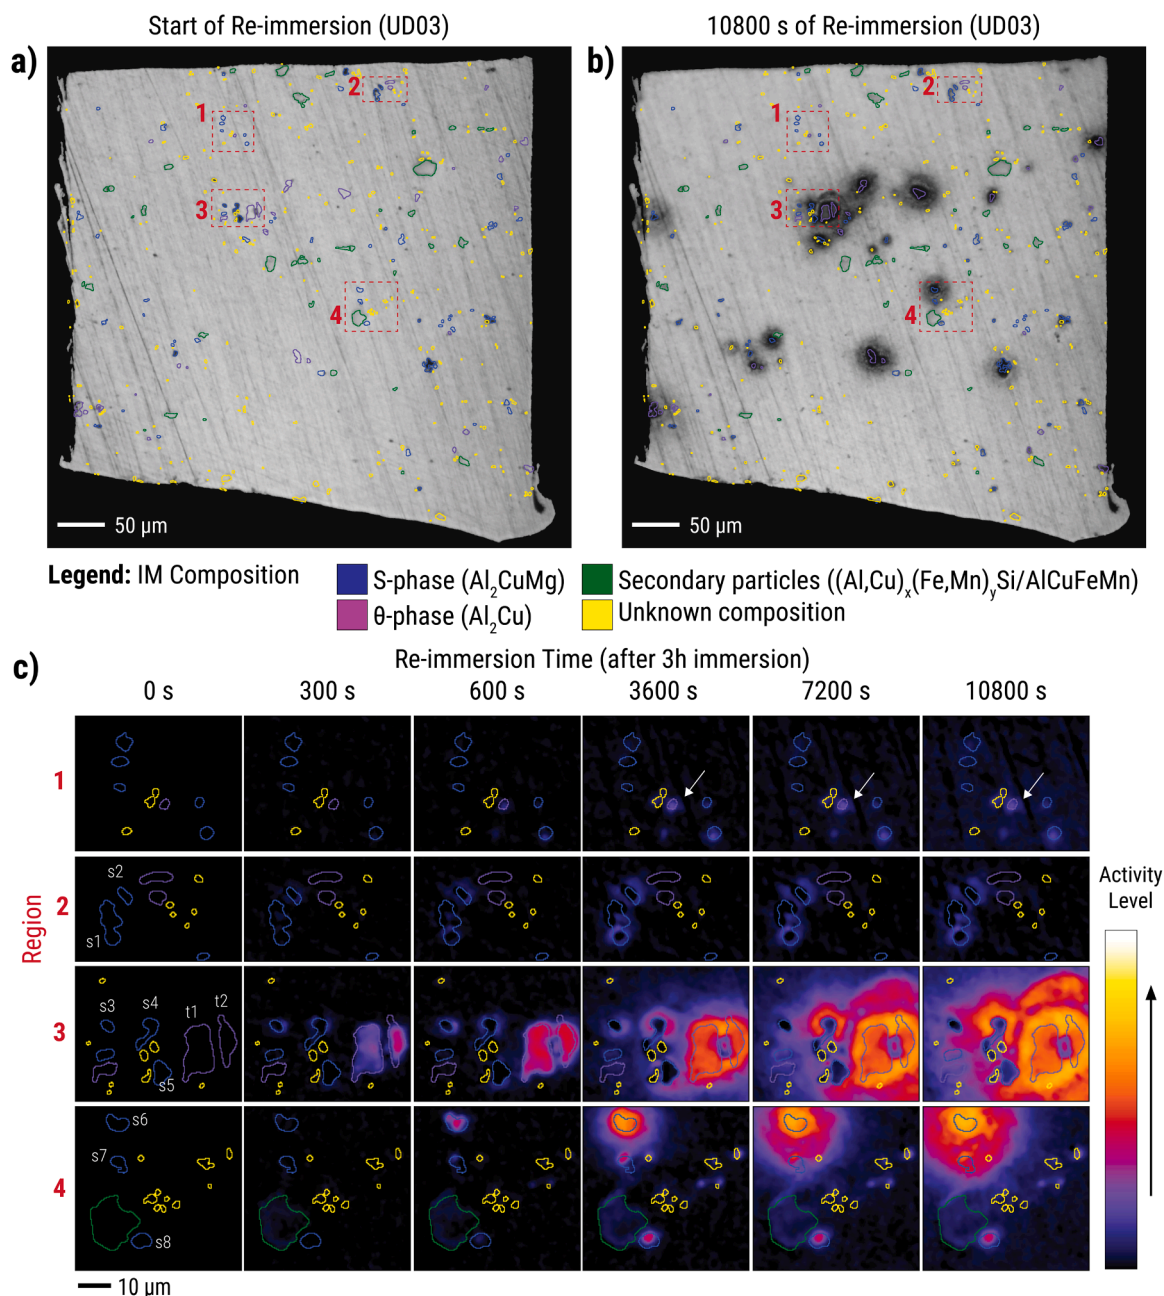 Start of Re-immersion (UD03)
10800 s of Re-immersion (UD03)
a)
b)
1
2
3
4
50 µm
1
2
3
4
50 µm
Legend: IM Composition
S-phase (Al₂CuMg)
Secondary particles ((Al,Cu)ₓ(Fe,Mn)ᵧSi/AlCuFeMn)
θ-phase (Al₂Cu)
Unknown composition
c)
Re-immersion Time (after 3h immersion)
0 s 300 s 600 s 3600 s 7200 s 10800 s
Region
1
2
s2
s1
3
s3 s4 t1 t2
s5
4
s6
s7
s8
10 µm
Activity
Level